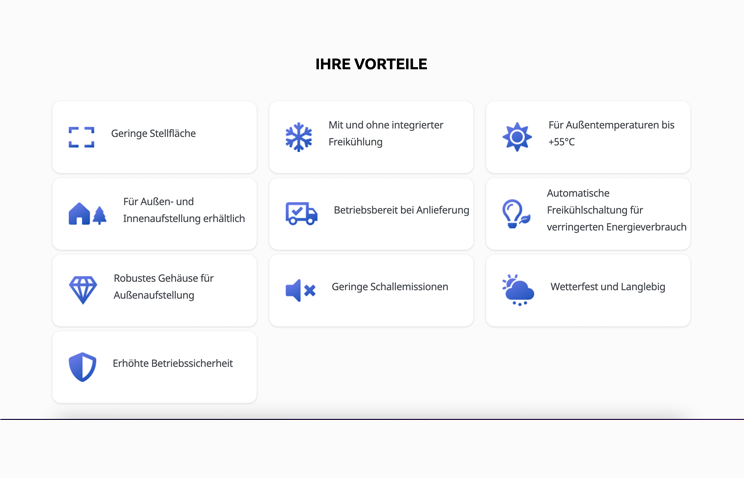 IHRE VORTEILE
Geringe Stellfläche
Mit und ohne integrierter
Freikühlung
Für Außentemperaturen bis
+55°C
Für Außen- und
Innenaufstellung erhältlich
Betriebsbereit bei Anlieferung
Automatische
Freikühlschaltung für
verringerten Energieverbrauch
Robustes Gehäuse für
Außenaufstellung
Geringe Schallemissionen
Wetterfest und Langlebig
Erhöhte Betriebssicherheit